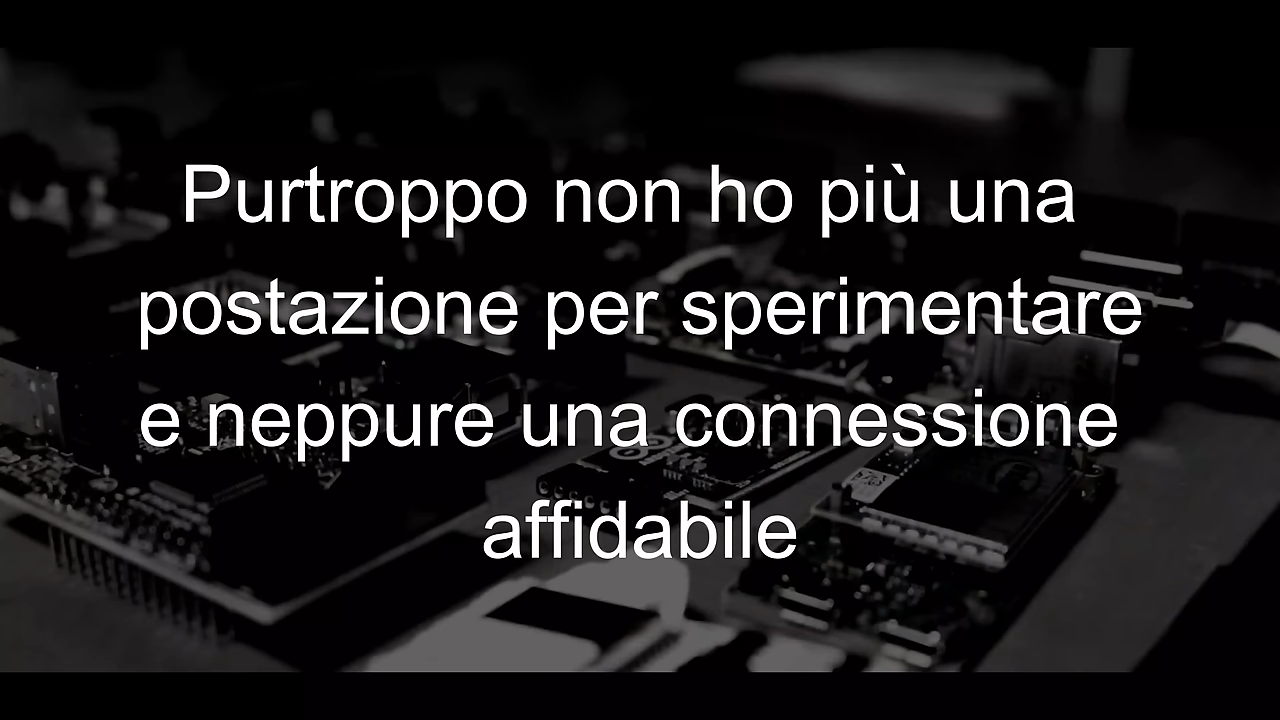 Purtroppo non ho più una
postazione per sperimentare
e neppure una connessione
affidabile